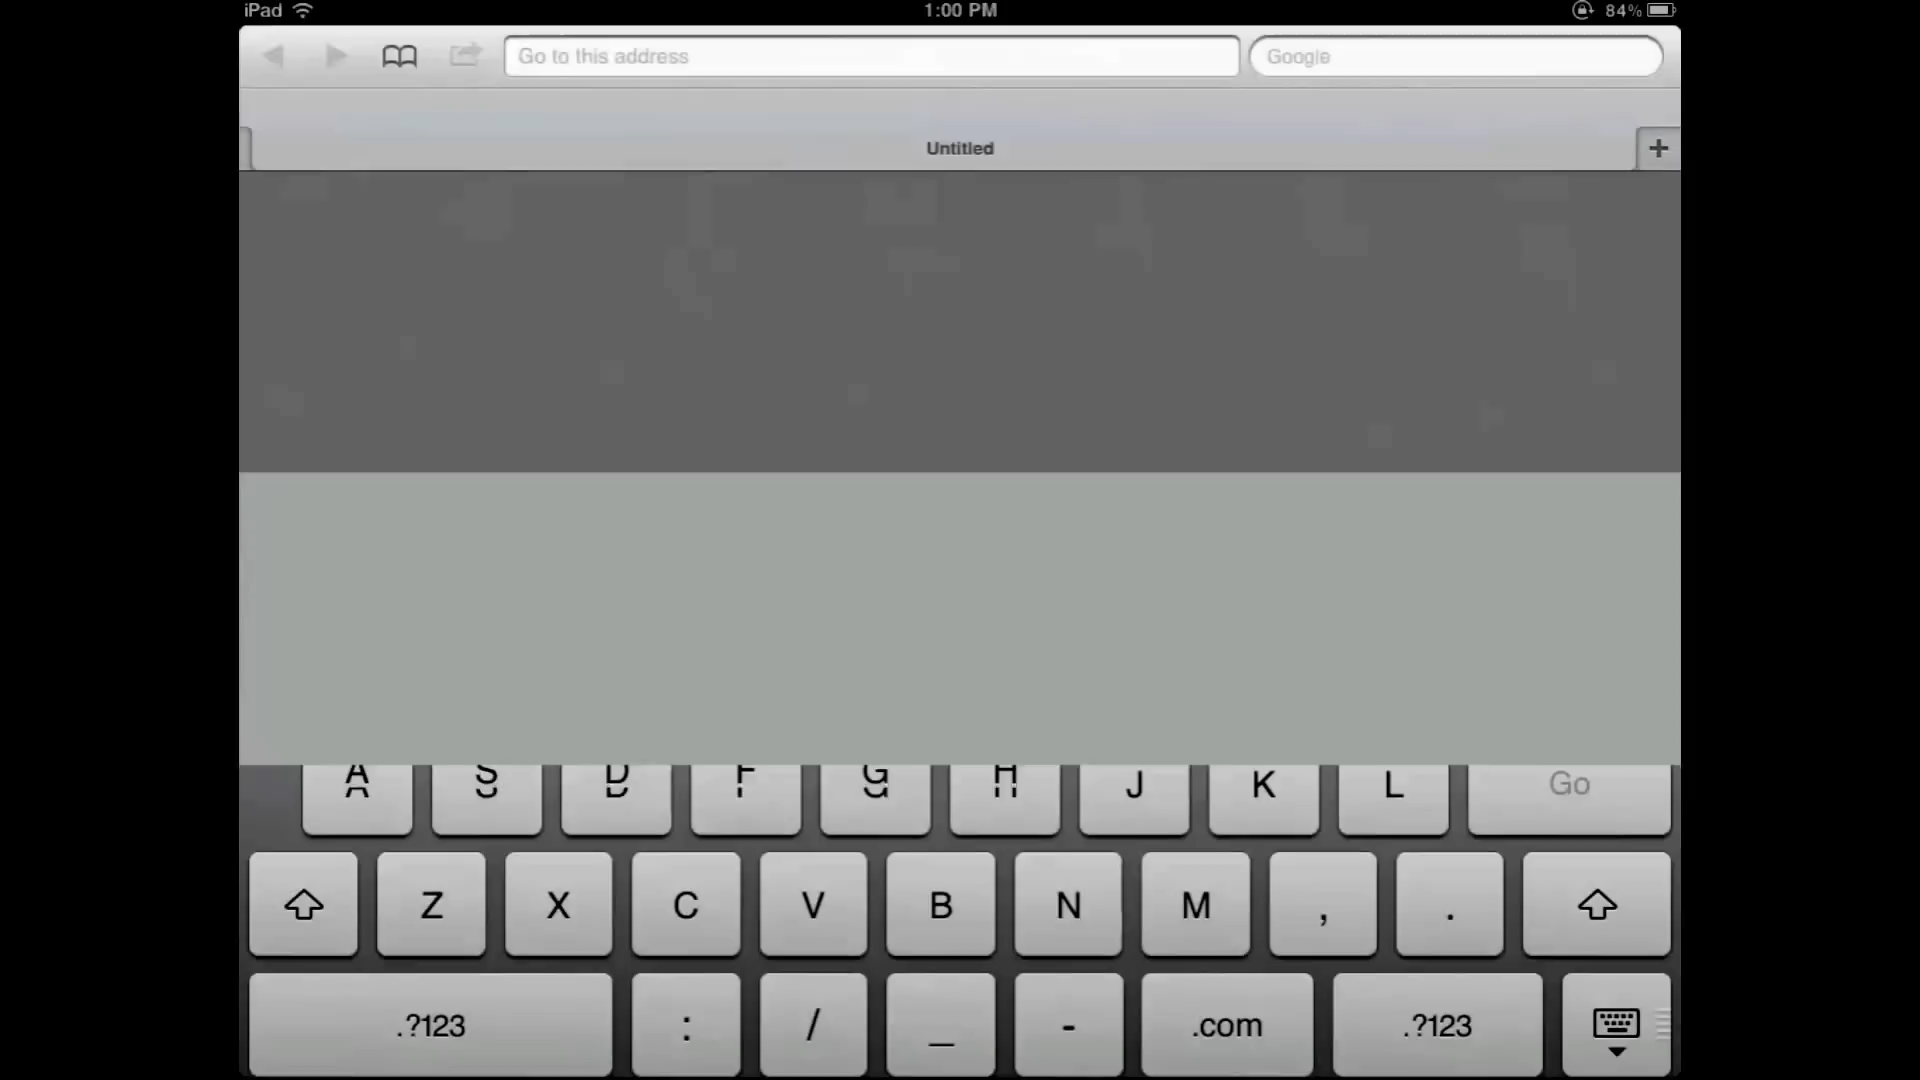 iPad 1:00 PM 84%
Go to this address Google
Untitled +
A S D F G H J K L Go
Z X C V B N M , .
.?123 : / _ - .com .?123